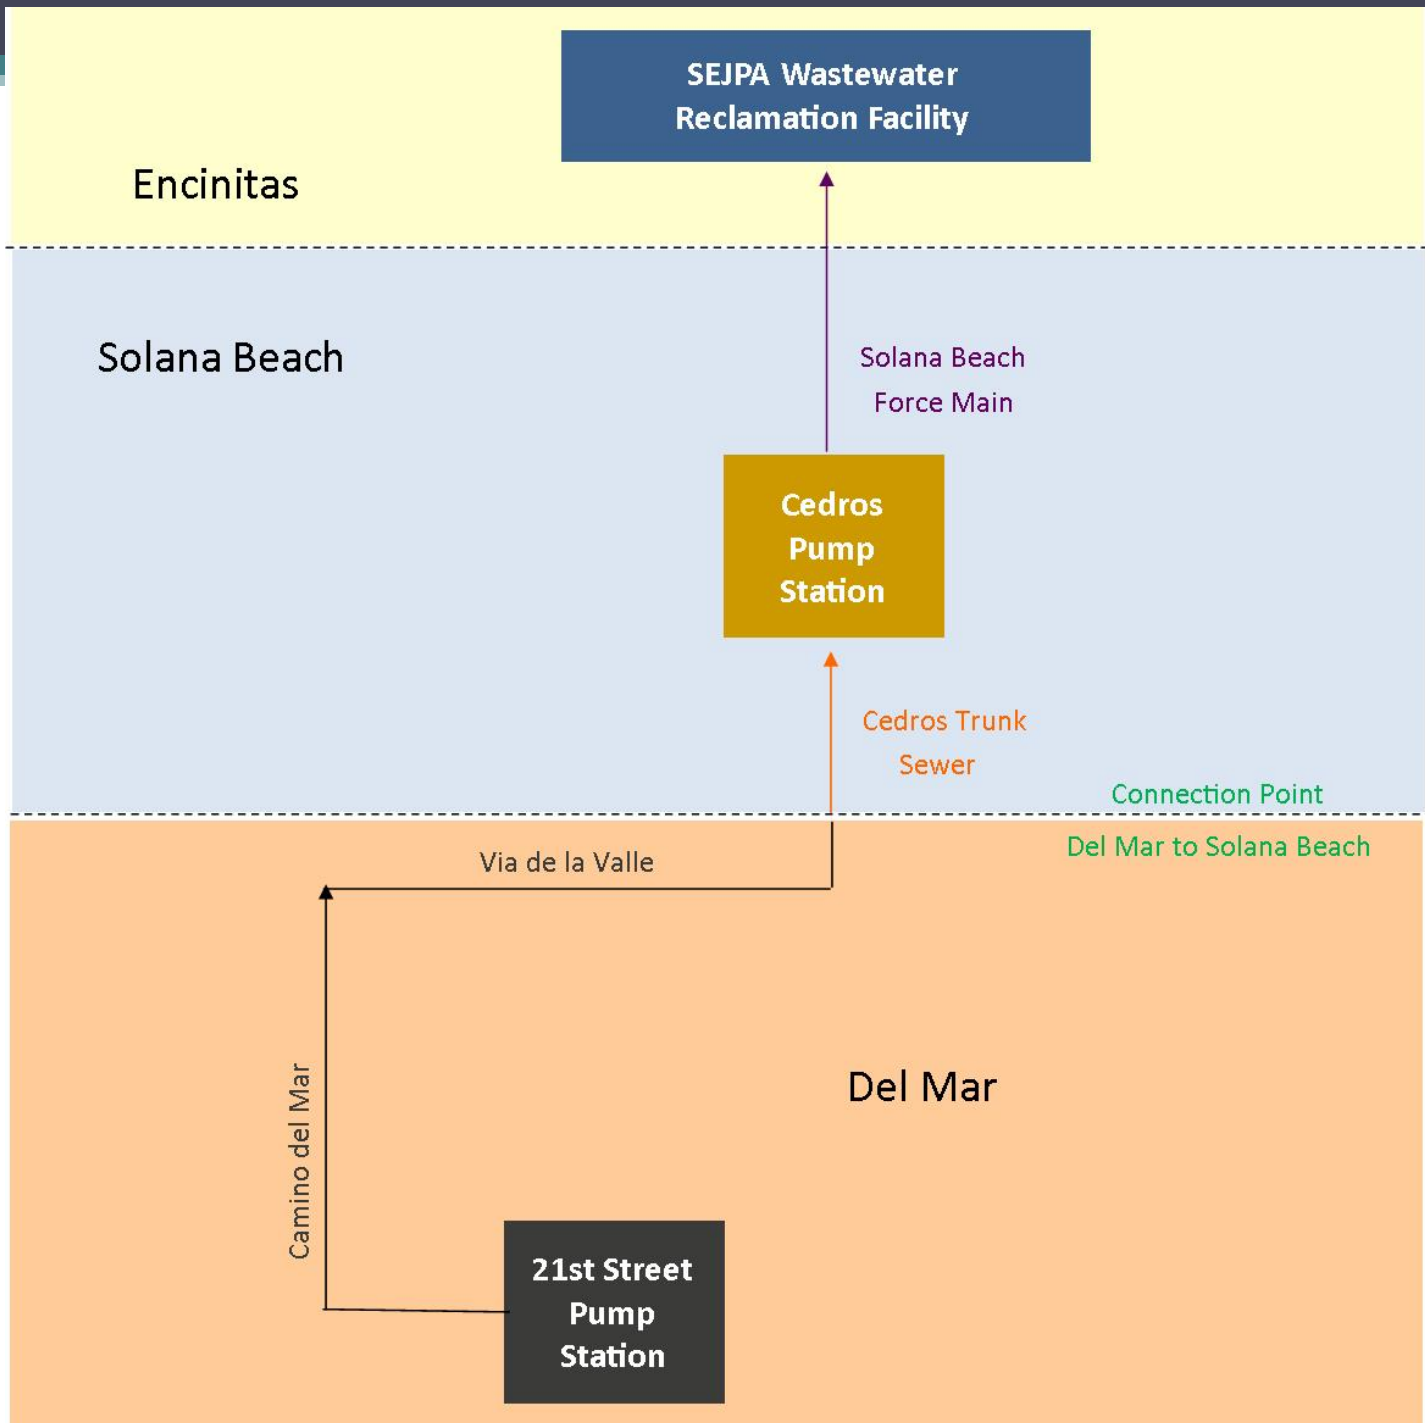 SEJPA Wastewater
Reclamation Facility
Encinitas
Solana Beach
Solana Beach
Force Main
Cedros
Pump
Station
Cedros Trunk
Sewer
Connection Point
Del Mar to Solana Beach
Via de la Valle
Camino del Mar
Del Mar
21st Street
Pump
Station